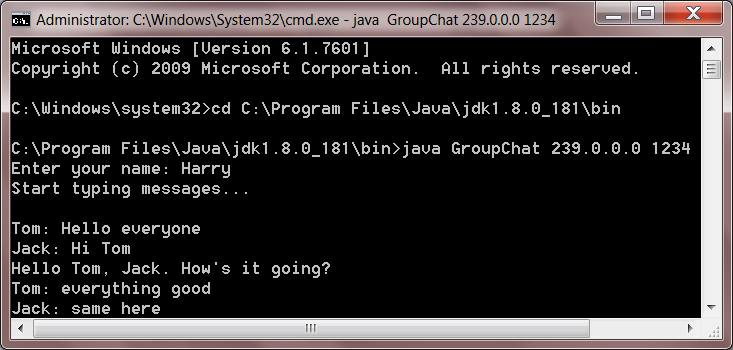 Administrator: C:\Windows\System32\cmd.exe - java  GroupChat 239.0.0.0 1234
Microsoft Windows [Version 6.1.7601]
Copyright (c) 2009 Microsoft Corporation.  All rights reserved.
C:\Windows\system32>cd C:\Program Files\Java\jdk1.8.0_181\bin
C:\Program Files\Java\jdk1.8.0_181\bin>java GroupChat 239.0.0.0 1234
Enter your name: Harry
Start typing messages...
Tom: Hello everyone
Jack: Hi Tom
Hello Tom, Jack. How's it going?
Tom: everything good
Jack: same here